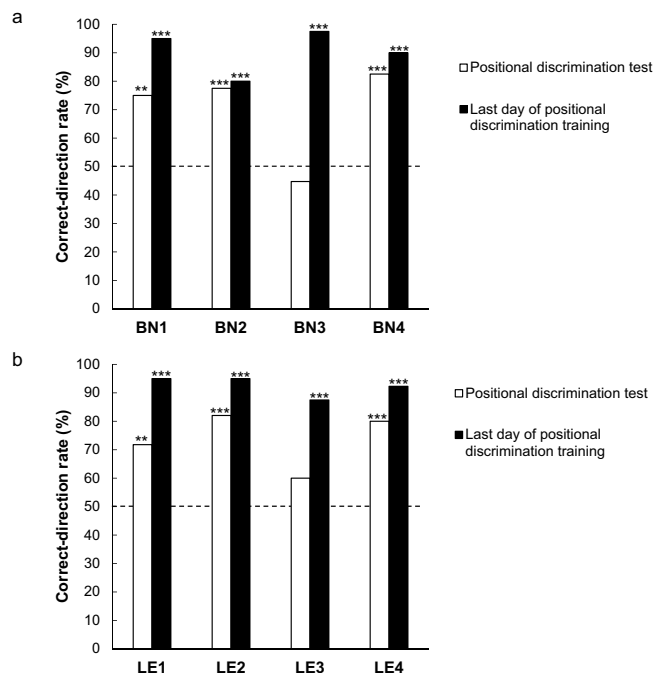 a
Correct-direction rate (%)
100
90
80
70
60
50
40
30
20
10
0
**
***
***
***
***
***
***
BN1
BN2
BN3
BN4
Positional discrimination test
Last day of positional
discrimination training
b
Correct-direction rate (%)
100
90
80
70
60
50
40
30
20
10
0
**
***
***
***
***
***
***
LE1
LE2
LE3
LE4
Positional discrimination test
Last day of positional
discrimination training